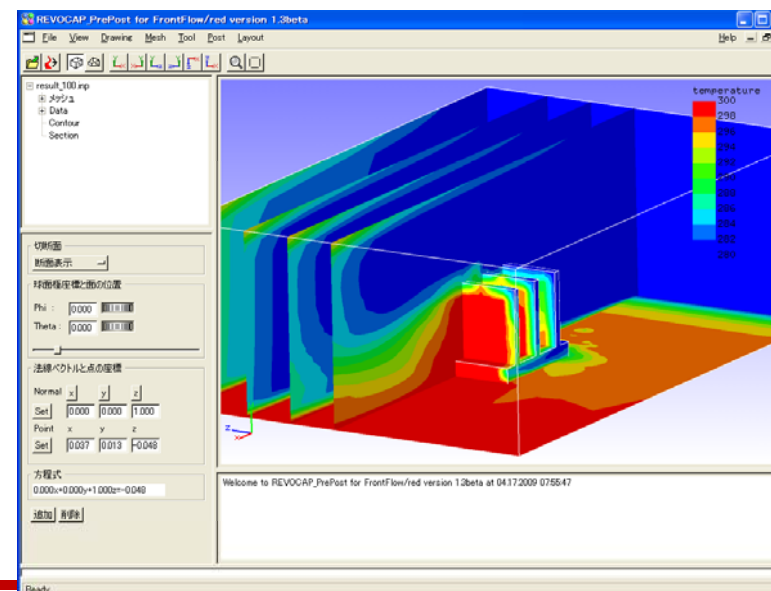 REVOCAP_PrePost for FrontFlow/red version 1.3beta
File View Drawing Mesh Tool Post Layout Help
result_100.inp
メッシュ
Data
Contour
Section
temperature
300
298
296
294
292
288
286
284
282
280
切断面
断面表示
球面極座標と面の位置
Phi : 0.000
Theta : 0.000
法線ベクトルと点の座標
Normal x y z
Set 0.000 0.000 1.000
Point x y z
Set 0.037 0.013 -0.048
方程式
0.000x+0.000y+1.000z=-0.048
追加 削除
Welcome to REVOCAP_PrePost for FrontFlow/red version 1.3beta at 04.17.2009 07:55:47
Ready